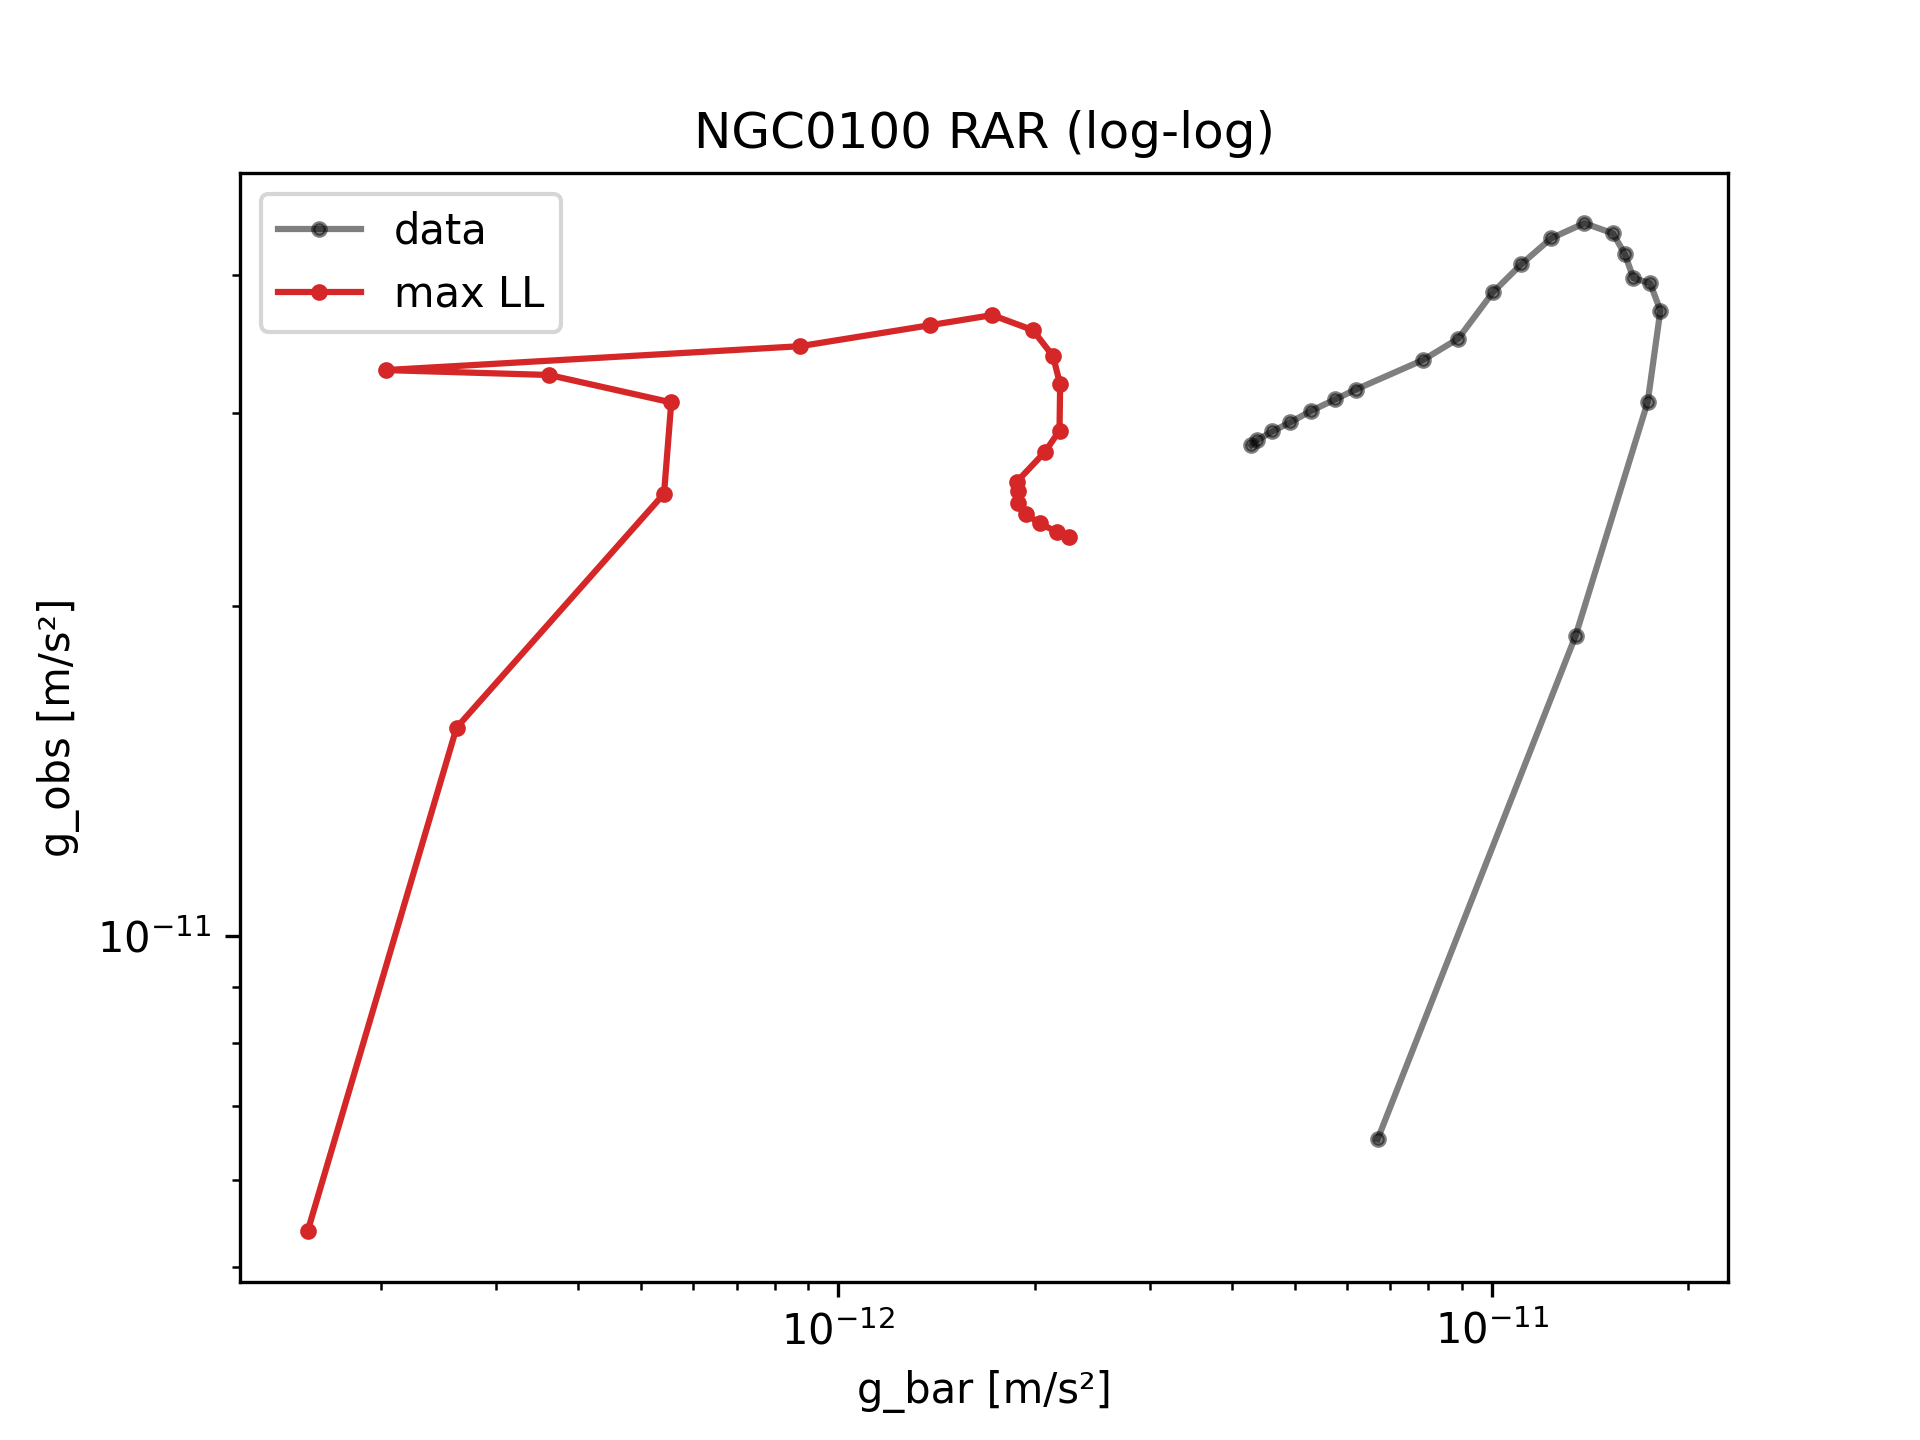 NGC0100 RAR (log-log)
data
max LL
g_obs [m/s²]
10⁻¹¹
10⁻¹²
10⁻¹¹
g_bar [m/s²]